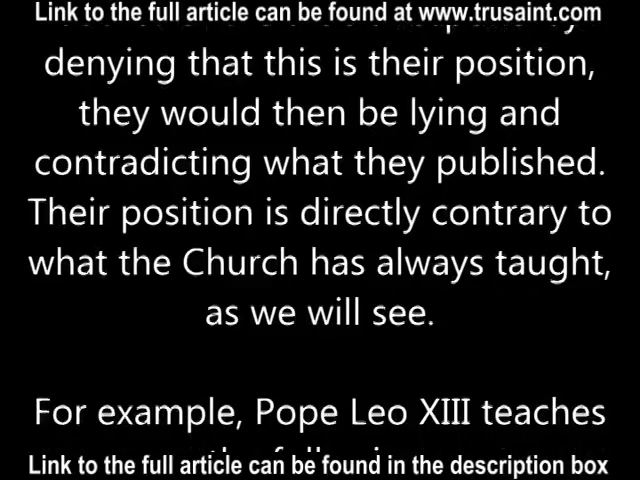 Link to the full article can be found at www.trusaint.com
denying that this is their position,
they would then be lying and
contradicting what they published.
Their position is directly contrary to
what the Church has always taught,
as we will see.
For example, Pope Leo XIII teaches
Link to the full article can be found in the description box